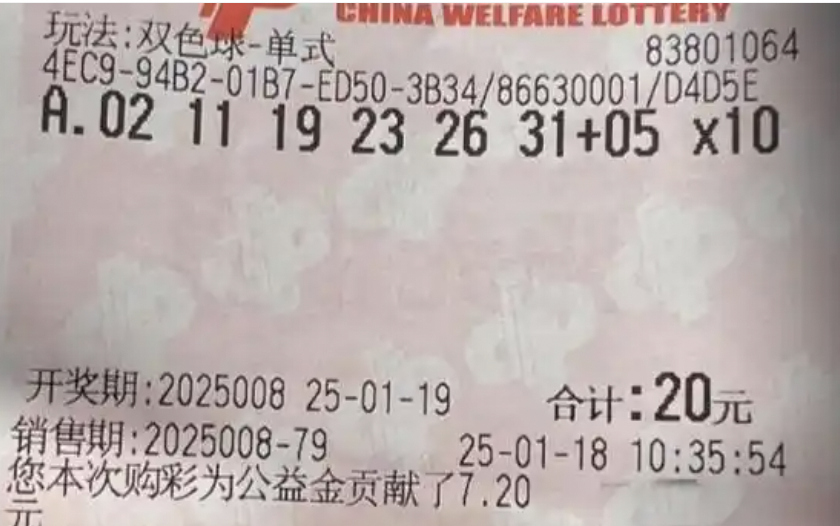 CHINA WELFARE LOTTERY
玩法:双色球-单式 83801064
4EC9-94B2-01B7-ED50-3B34/86630001/D4D5E
A.02 11 19 23 26 31+05 x10
开奖期:2025008 25-01-19 合计:20元
销售期:2025008-79 25-01-18 10:35:54
您本次购彩为公益金贡献了7.20
元